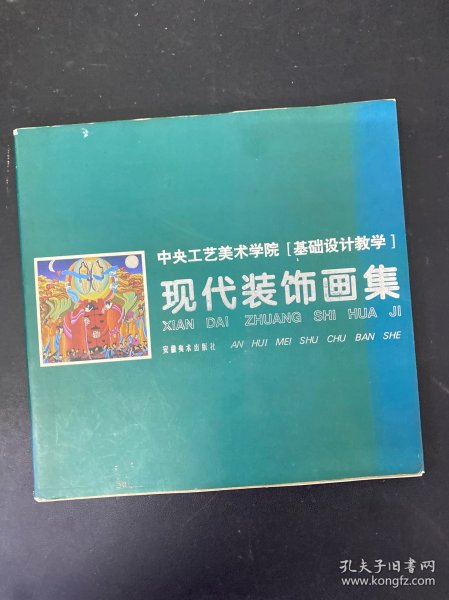 中央工艺美术学院［基础设计教学］
现代装饰画集
XIAN DAI ZHUANG SHI HUA JI
安徽美术出版社 AN HUI MEI SHU CHU BAN SHE
孔夫子旧书网
www.kongfz.com